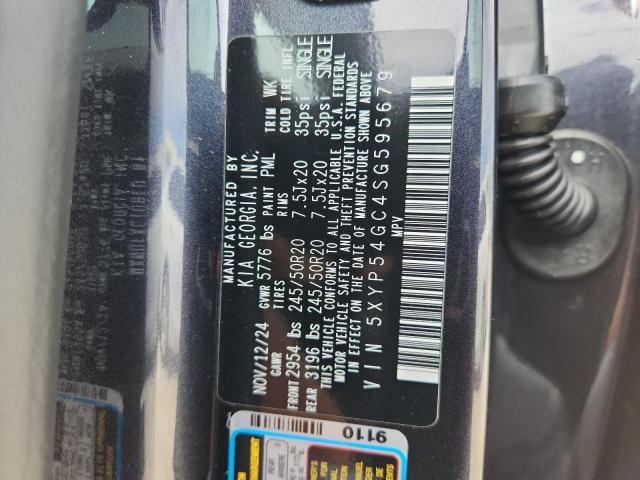 MANUFACTURED BY
KIA GEORGIA, INC.
NOV/12/24 GVWR 5776 lbs PAINT PML TRIM WK
GAWR TIRES RIMS COLD TIRE INFL.
FRONT 2954 lbs 245/50R20 7.5Jx20 35psi SINGLE
REAR 3196 lbs 245/50R20 7.5Jx20 35psi SINGLE
THIS VEHICLE CONFORMS TO ALL APPLICABLE U.S.A. FEDERAL
MOTOR VEHICLE SAFETY AND THEFT PREVENTION STANDARDS
IN EFFECT ON THE DATE OF MANUFACTURE SHOWN ABOVE
VIN 5XYP54GC4SG595679
MPV
9110
REAR